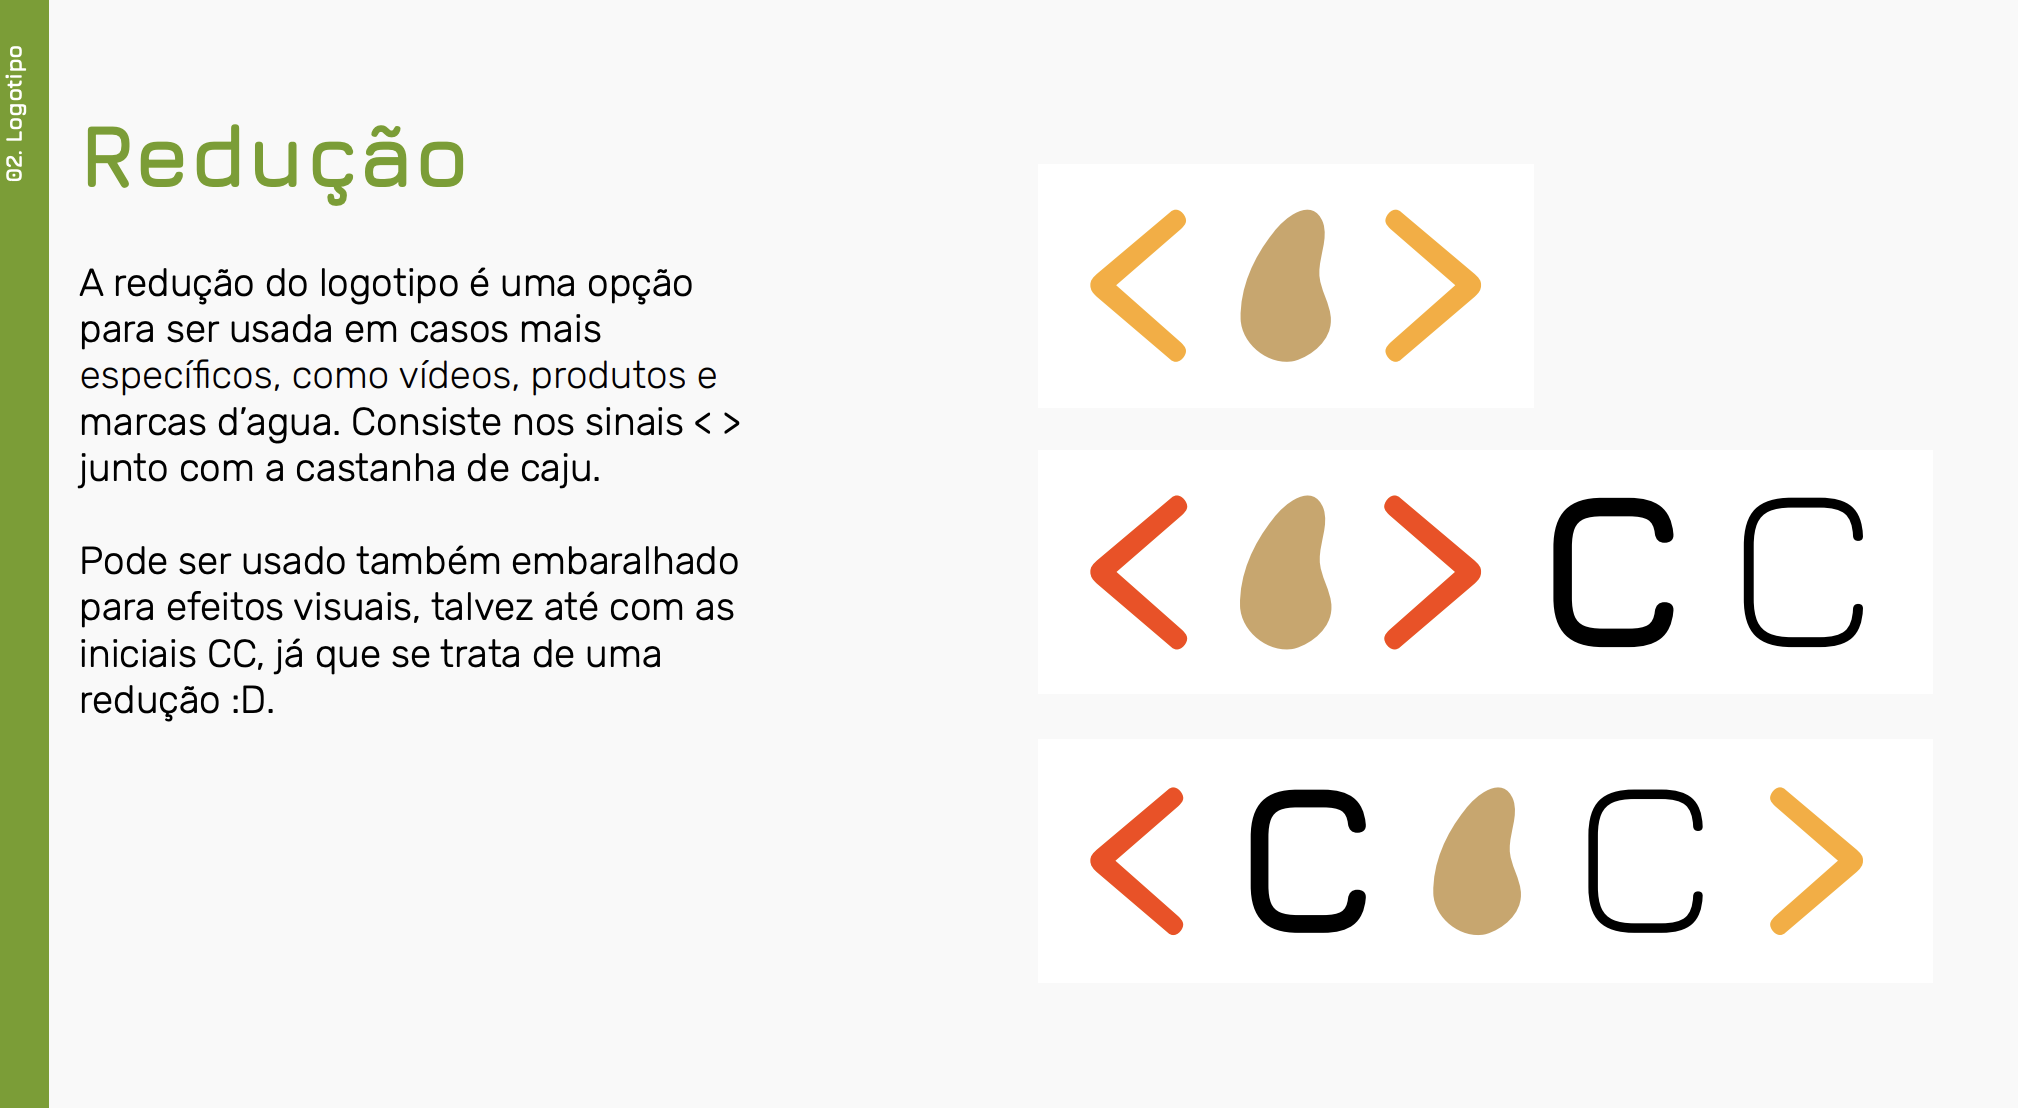 02. Logotipo
Redução
A redução do logotipo é uma opção
para ser usada em casos mais
específicos, como vídeos, produtos e
marcas d’agua. Consiste nos sinais < >
junto com a castanha de caju.
Pode ser usado também embaralhado
para efeitos visuais, talvez até com as
iniciais CC, já que se trata de uma
redução :D.
< >
< > C C
< C C >